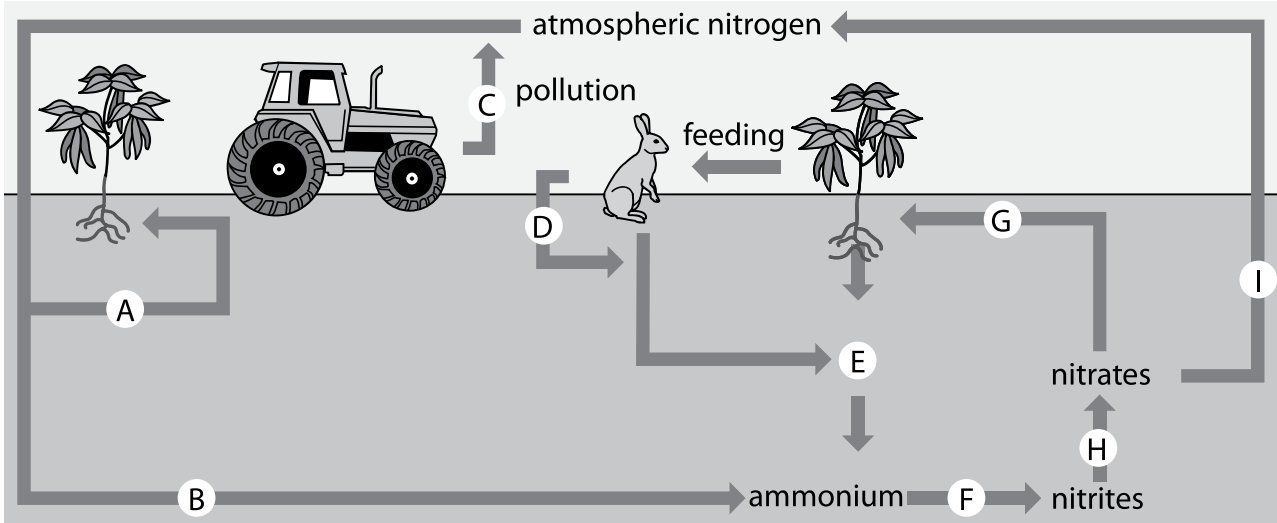 atmospheric nitrogen
C
pollution
feeding
D
G
A
I
E
nitrates
H
B
ammonium
F
nitrites